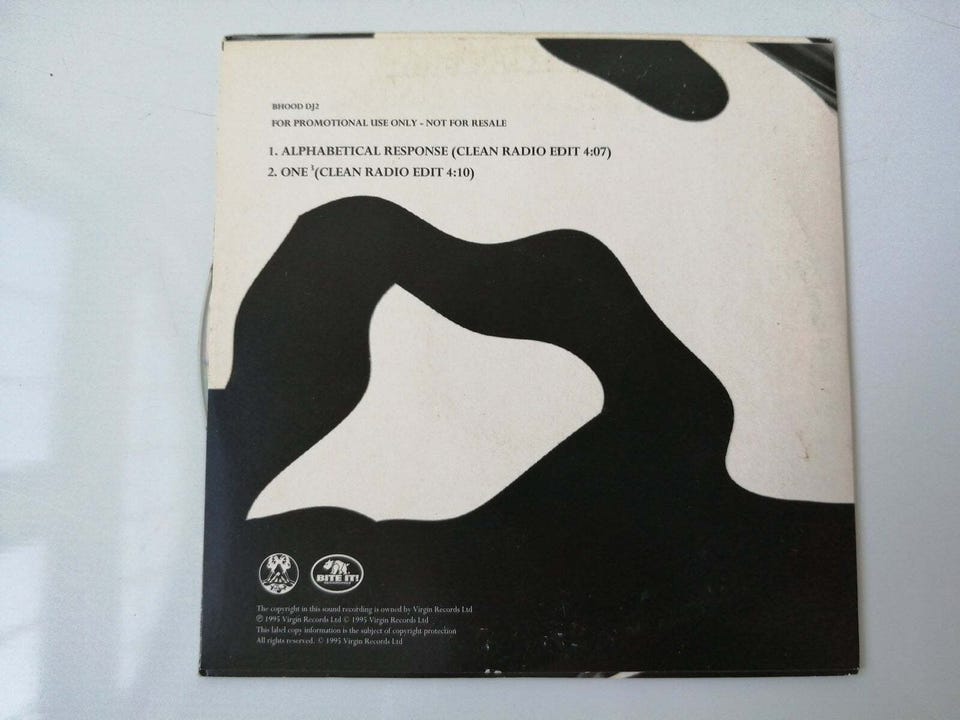 BHOOD DJ2
FOR PROMOTIONAL USE ONLY - NOT FOR RESALE
1. ALPHABETICAL RESPONSE (CLEAN RADIO EDIT 4:07)
2. ONE ³(CLEAN RADIO EDIT 4:10)
BITE IT!
The copyright in this sound recording is owned by Virgin Records Ltd
℗ 1995 Virgin Records Ltd © 1995 Virgin Records Ltd
This label copy information is the subject of copyright protection
All rights reserved. © 1995 Virgin Records Ltd